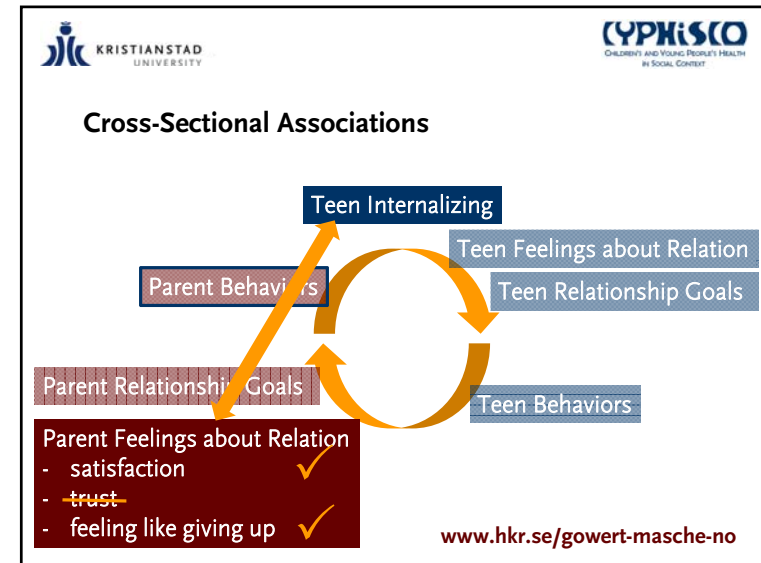 KRISTIANSTAD
UNIVERSITY
CYPHiSCO
CHILDREN'S AND YOUNG PEOPLE'S HEALTH
IN SOCIAL CONTEXT
Cross-Sectional Associations
Teen Internalizing
Teen Feelings about Relation
Parent Behaviors
Teen Relationship Goals
Parent Relationship Goals
Teen Behaviors
Parent Feelings about Relation
- satisfaction ✓
- trust
- feeling like giving up ✓
www.hkr.se/gowert-masche-no